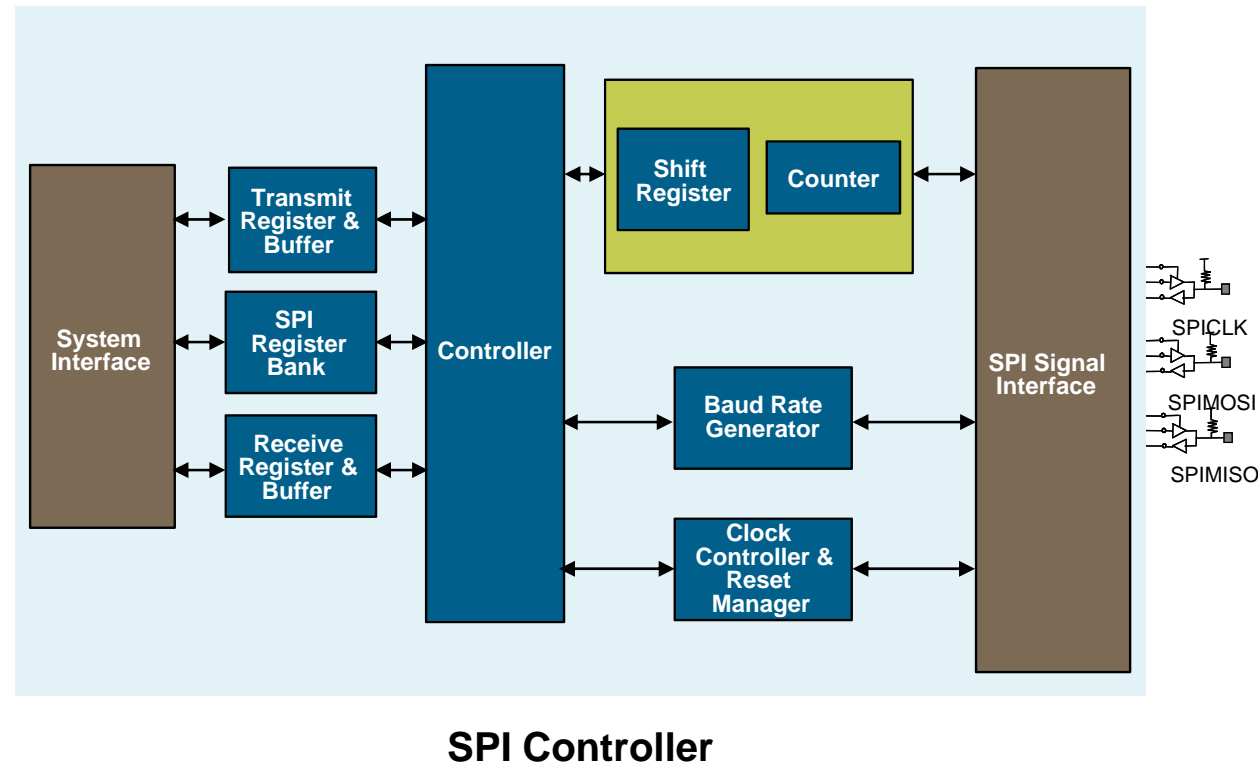 System
Interface
Transmit
Register &
Buffer
SPI
Register
Bank
Receive
Register &
Buffer
Controller
Shift
Register
Counter
Baud Rate
Generator
Clock
Controller &
Reset
Manager
SPI Signal
Interface
SPICLK
SPIMOSI
SPIMISO
SPI Controller